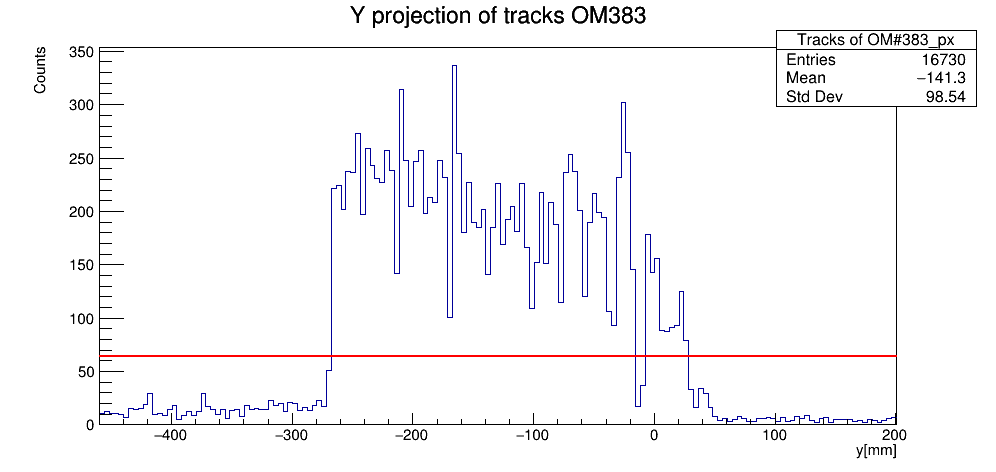 Y projection of tracks OM383
Tracks of OM#383_px
Entries 16730
Mean −141.3
Std Dev 98.54
Counts
350
300
250
200
150
100
50
0
−400 −300 −200 −100 0 100 200
y[mm]